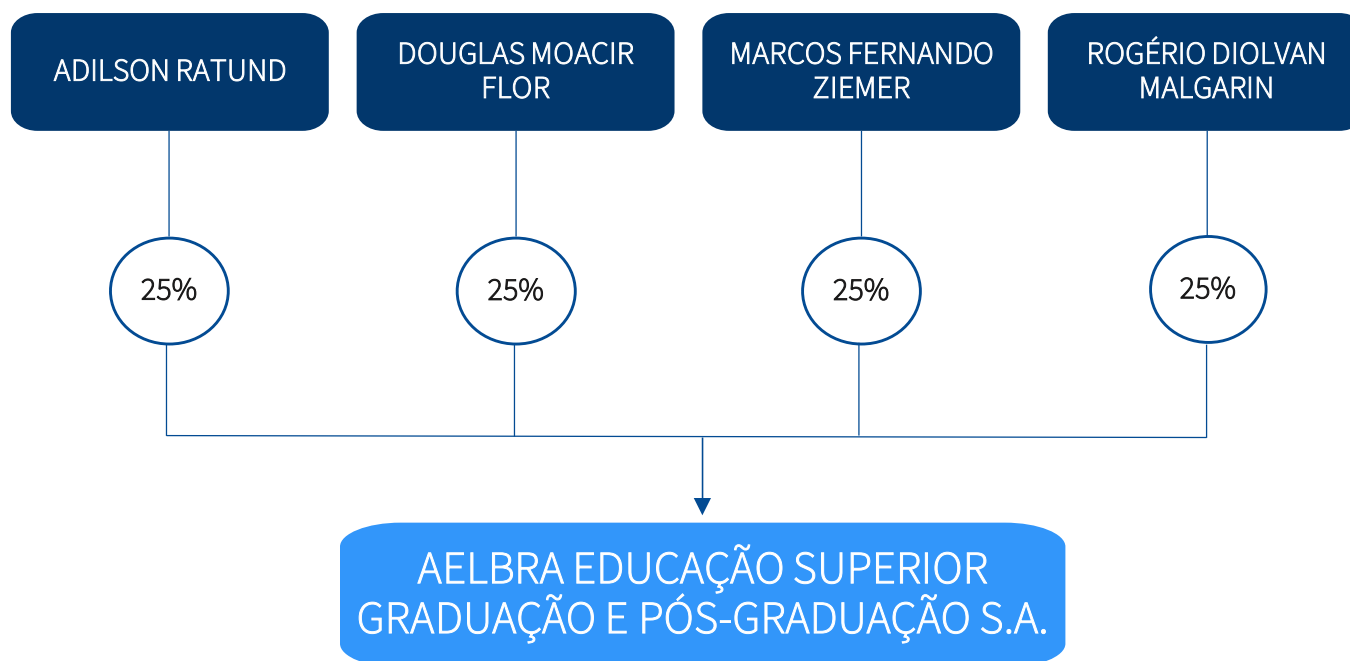 ADILSON RATUND
DOUGLAS MOACIR
FLOR
MARCOS FERNANDO
ZIEMER
ROGÉRIO DIOLVAN
MALGARIN
25%
25%
25%
25%
AELBRA EDUCAÇÃO SUPERIOR
GRADUAÇÃO E PÓS-GRADUAÇÃO S.A.